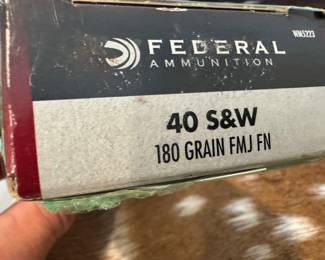 WM5223
FEDERAL
AMMUNITION
40 S&W
180 GRAIN FMJ FN